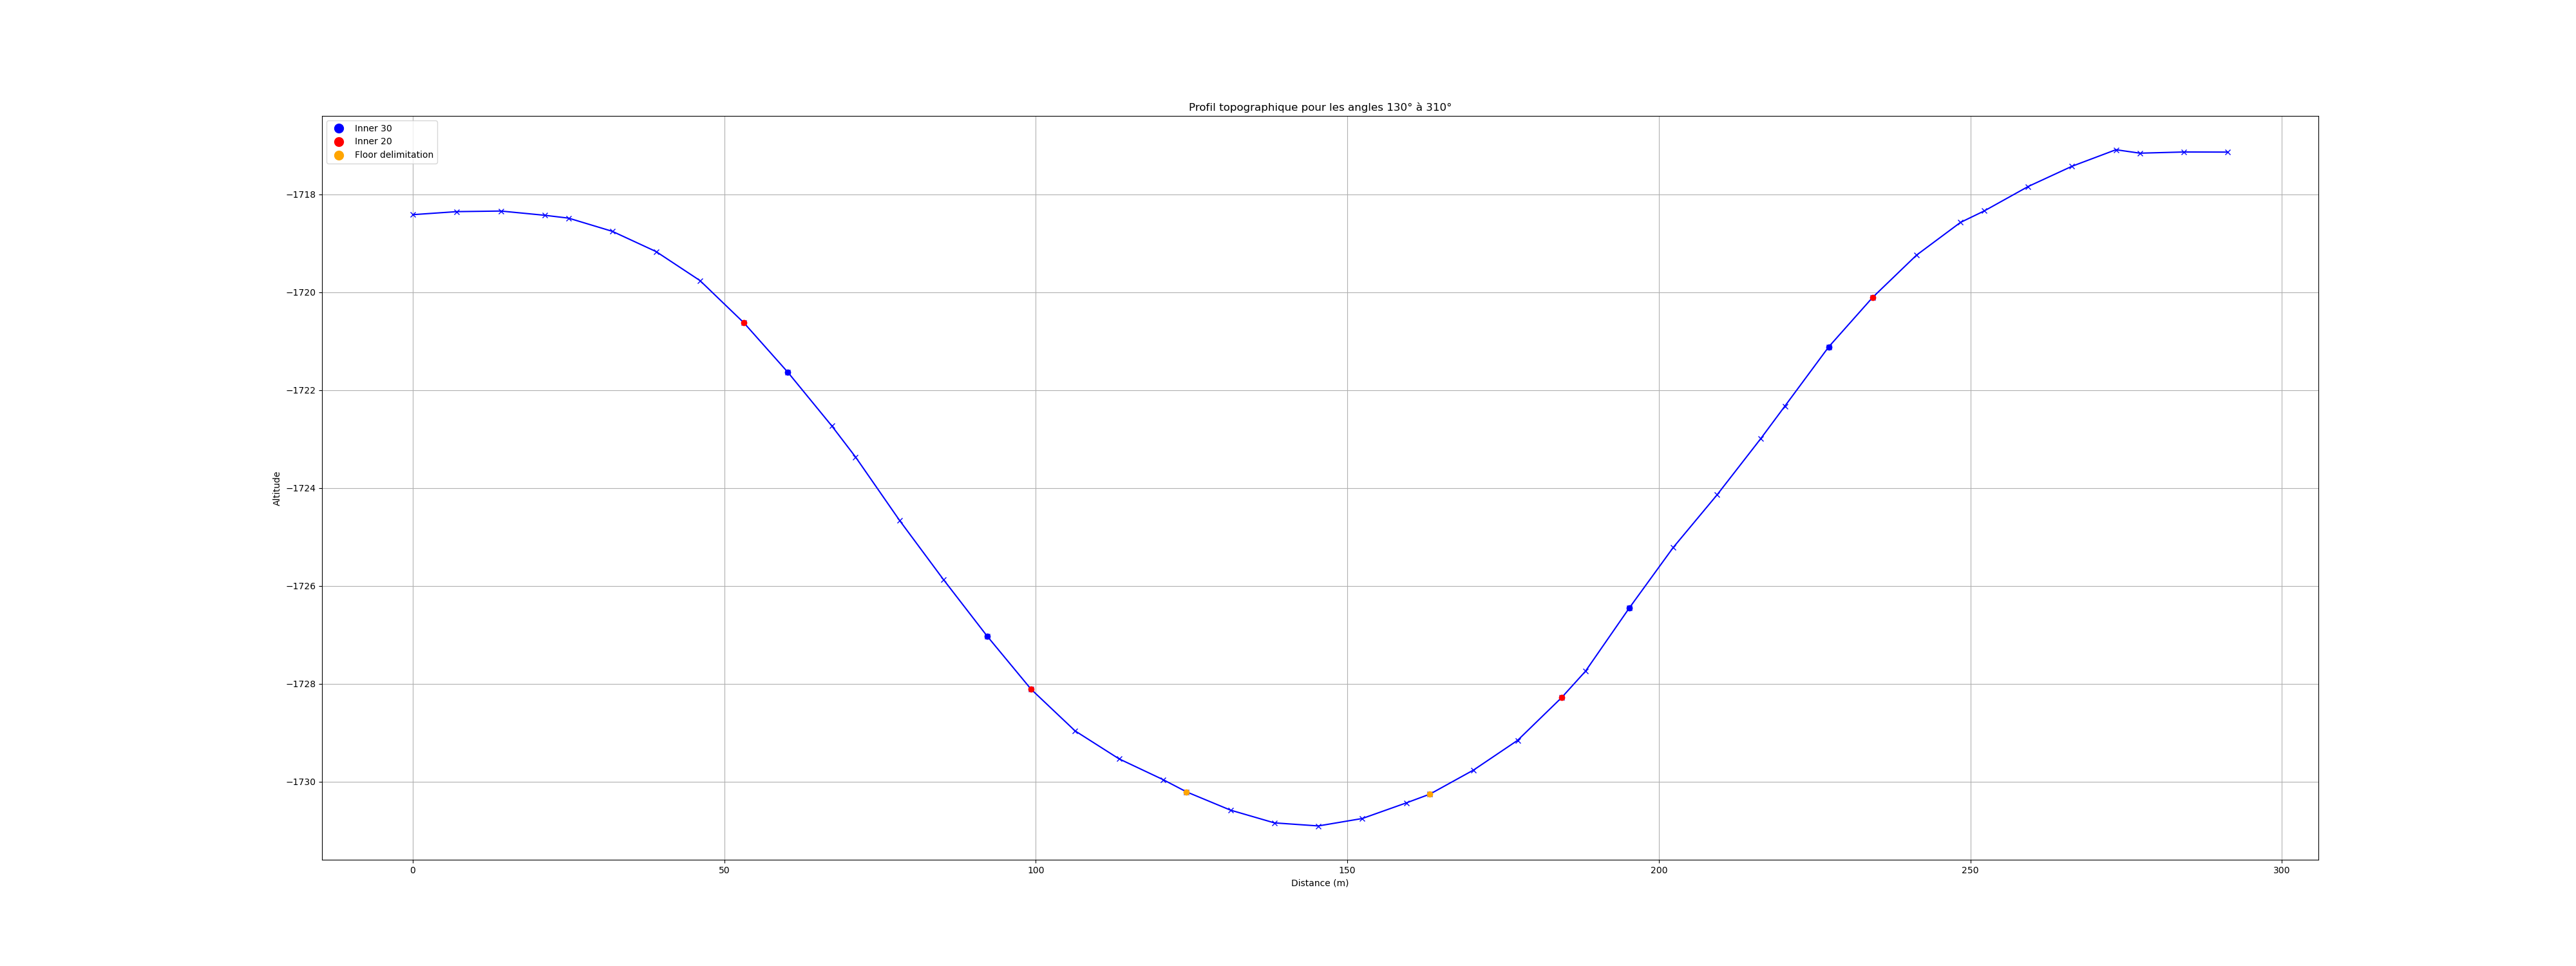 Profil topographique pour les angles 130° à 310°
Inner 30
Inner 20
Floor delimitation
Altitude
−1718
−1720
−1722
−1724
−1726
−1728
−1730
0 50 100 150 200 250 300
Distance (m)